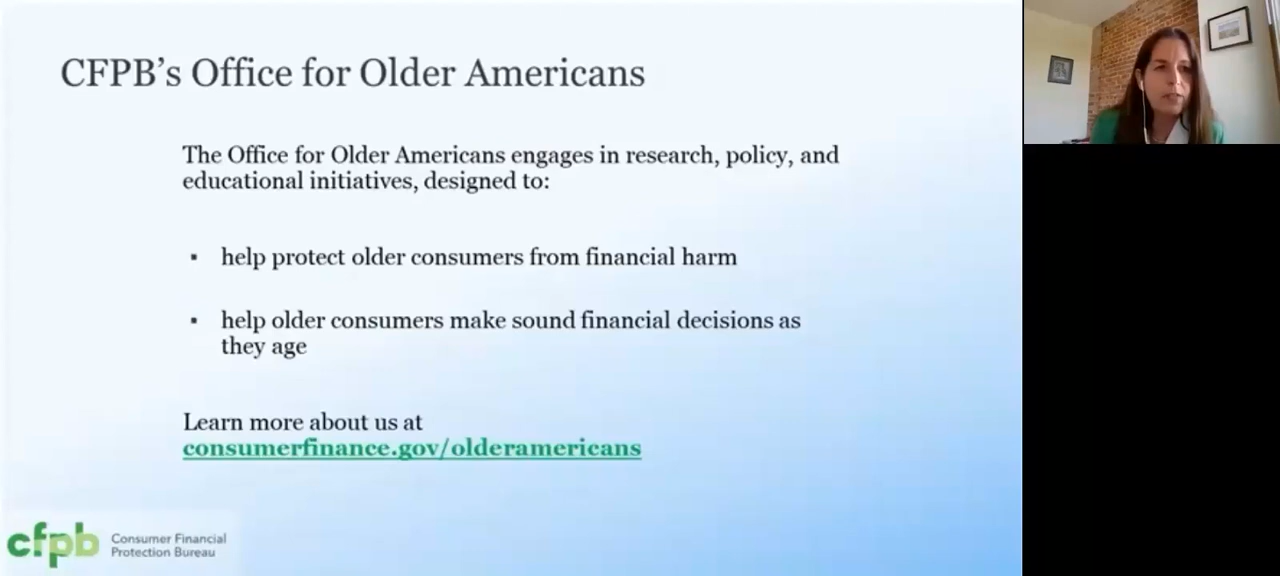 CFPB’s Office for Older Americans
The Office for Older Americans engages in research, policy, and
educational initiatives, designed to:
▪ help protect older consumers from financial harm
▪ help older consumers make sound financial decisions as
they age
Learn more about us at
consumerfinance.gov/olderamericans
cfpb Consumer Financial
Protection Bureau